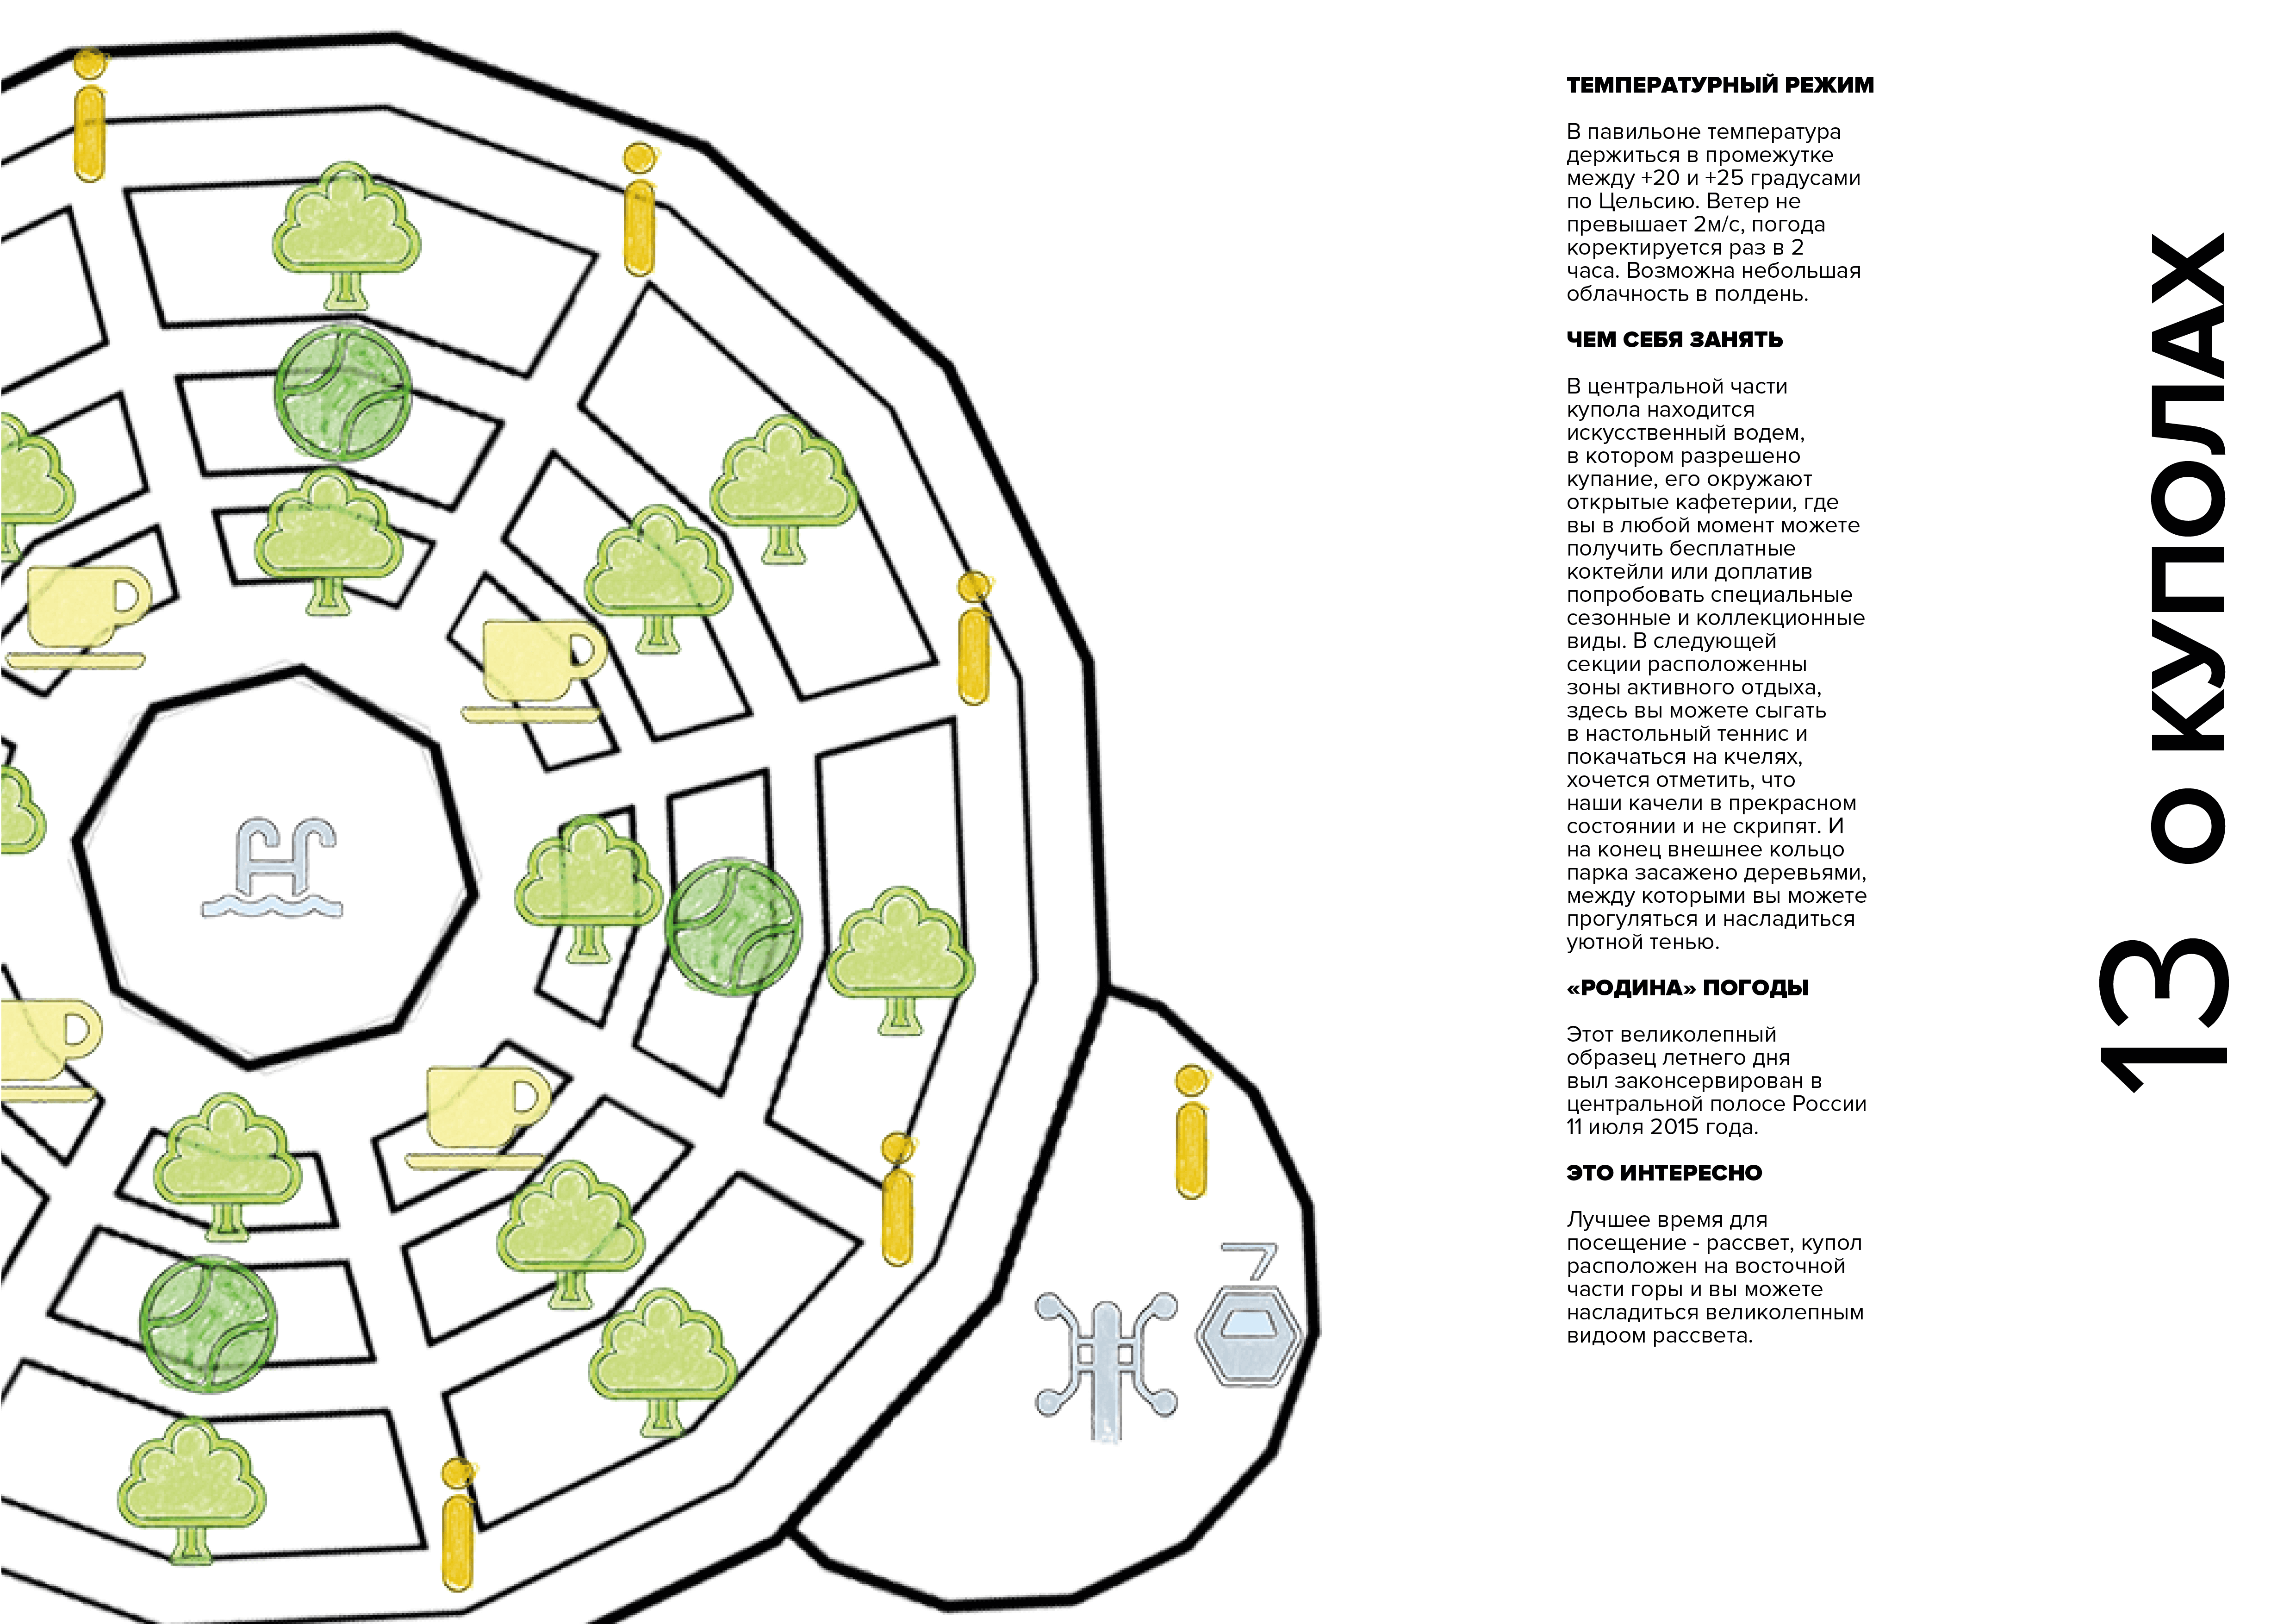 ТЕМПЕРАТУРНЫЙ РЕЖИМ
В павильоне температура
держиться в промежутке
между +20 и +25 градусами
по Цельсию. Ветер не
превышает 2м/с, погода
коректируется раз в 2
часа. Возможна небольшая
облачность в полдень.
ЧЕМ СЕБЯ ЗАНЯТЬ
В центральной части
купола находится
искусственный водем,
в котором разрешено
купание, его окружают
открытые кафетерии, где
вы в любой момент можете
получить бесплатные
коктейли или доплатив
попробовать специальные
сезонные и коллекционные
виды. В следующей
секции расположенны
зоны активного отдыха,
здесь вы можете сыгать
в настольный теннис и
покачаться на кчелях,
хочется отметить, что
наши качели в прекрасном
состоянии и не скрипят. И
на конец внешнее кольцо
парка засажено деревьями,
между которыми вы можете
прогуляться и насладиться
уютной тенью.
«РОДИНА» ПОГОДЫ
Этот великолепный
образец летнего дня
выл законсервирован в
центральной полосе России
11 июля 2015 года.
ЭТО ИНТЕРЕСНО
Лучшее время для
посещение - рассвет, купол
расположен на восточной
части горы и вы можете
насладиться великолепным
видоом рассвета.
13 О КУПОЛАХ